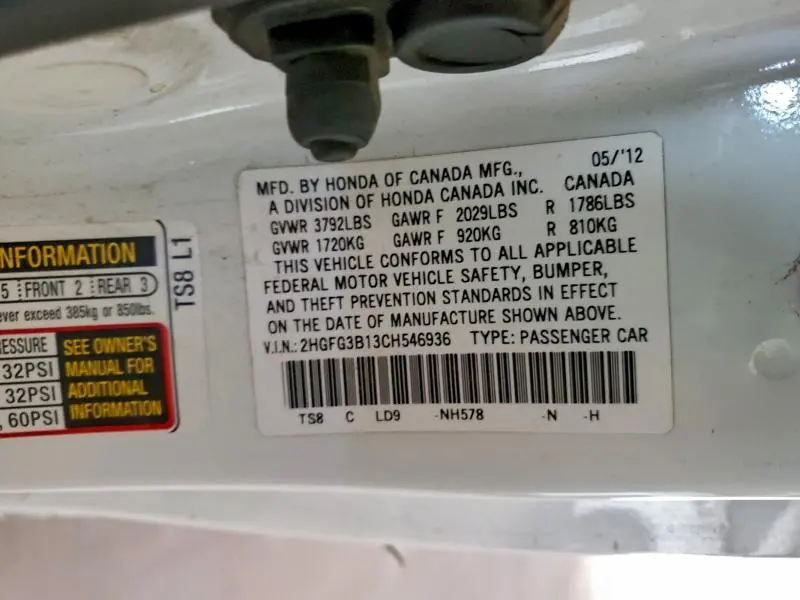 MFD. BY HONDA OF CANADA MFG., 05/'12
A DIVISION OF HONDA CANADA INC. CANADA
GVWR 3792LBS GAWR F 2029LBS R 1786LBS
GVWR 1720KG GAWR F 920KG R 810KG
THIS VEHICLE CONFORMS TO ALL APPLICABLE
FEDERAL MOTOR VEHICLE SAFETY, BUMPER,
AND THEFT PREVENTION STANDARDS IN EFFECT
ON THE DATE OF MANUFACTURE SHOWN ABOVE.
V.I.N.: 2HGFG3B13CH546936 TYPE: PASSENGER CAR
TS8 C LD9 -NH578 -N -H
NFORMATION
5 FRONT 2 REAR 3
ever exceed 385kg or 850lbs.
RESSURE
32PSI
32PSI
, 60PSI
SEE OWNER'S
MANUAL FOR
ADDITIONAL
INFORMATION
TS8 L1